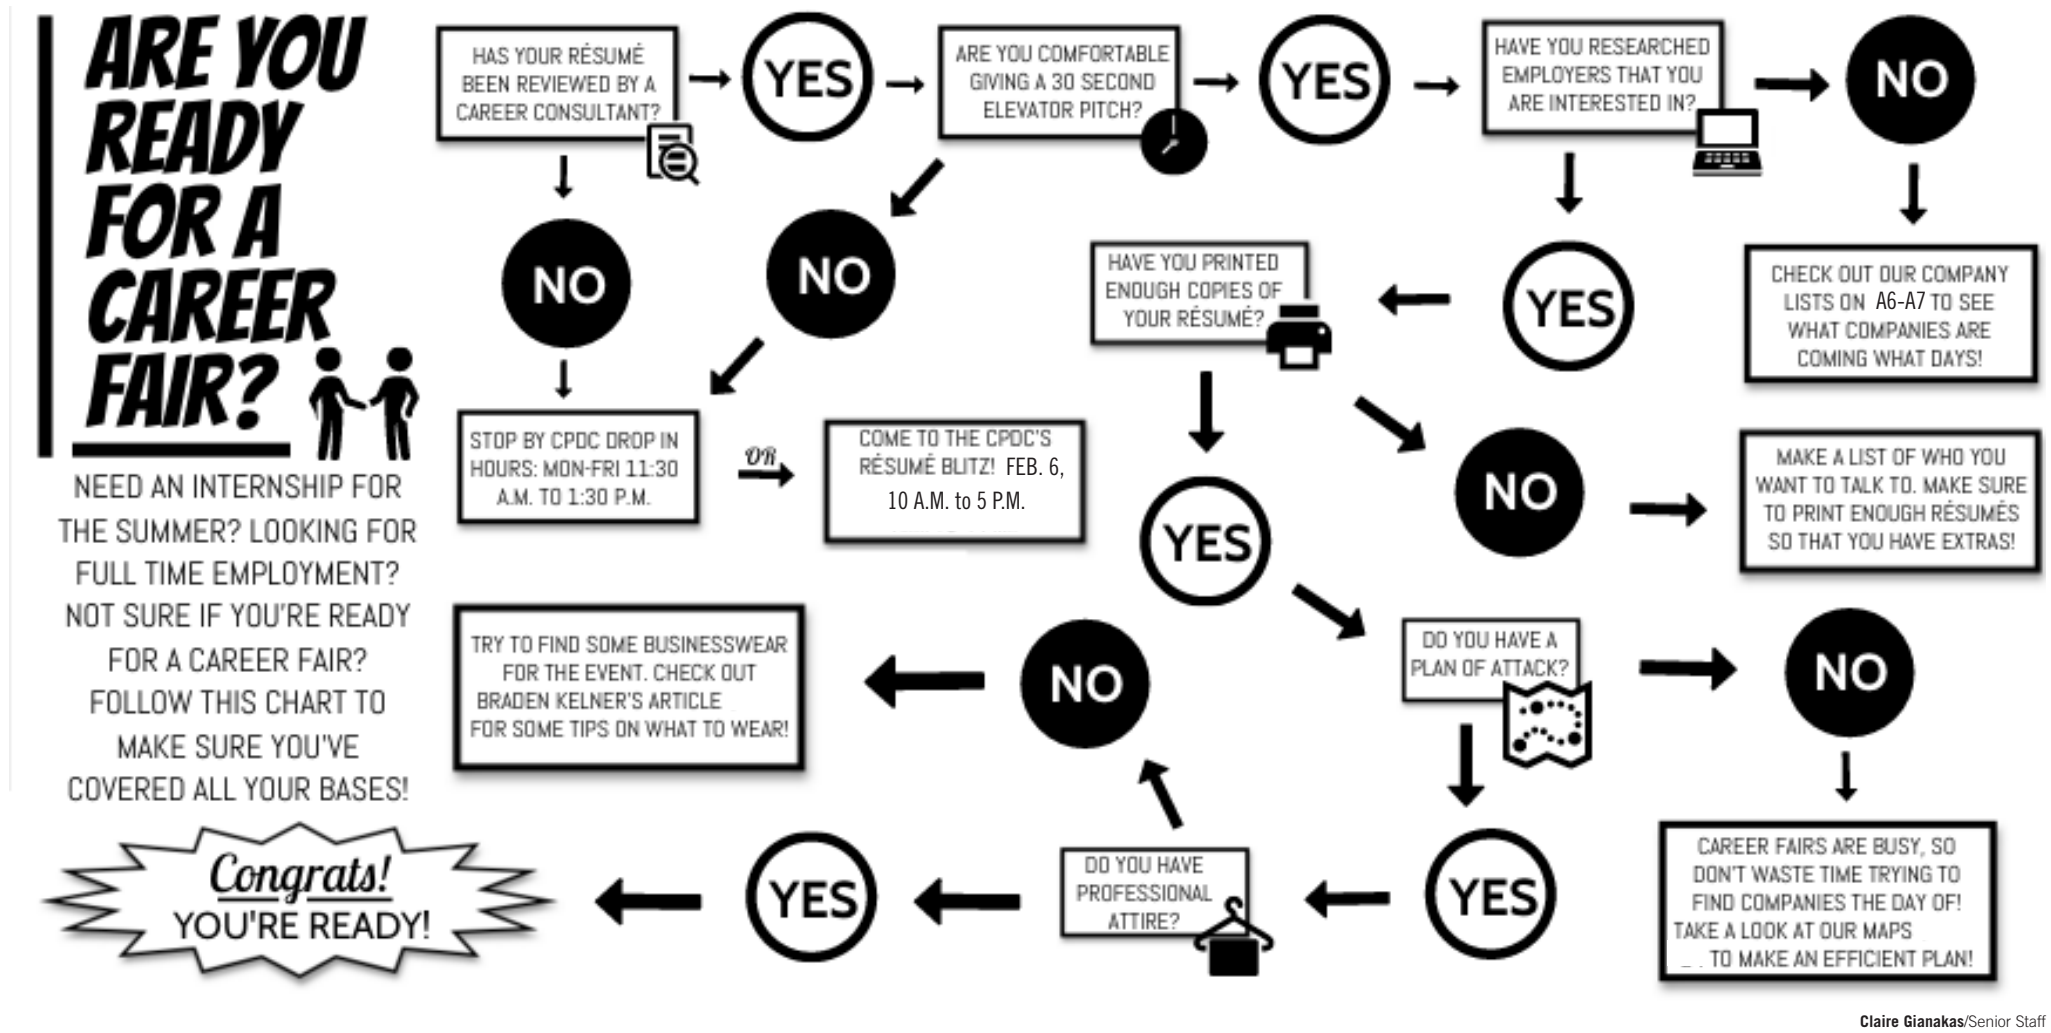 ARE YOU
READY
FOR A
CAREER
FAIR?
NEED AN INTERNSHIP FOR
THE SUMMER? LOOKING FOR
FULL TIME EMPLOYMENT?
NOT SURE IF YOU'RE READY
FOR A CAREER FAIR?
FOLLOW THIS CHART TO
MAKE SURE YOU'VE
COVERED ALL YOUR BASES!
HAS YOUR RÉSUMÉ
BEEN REVIEWED BY A
CAREER CONSULTANT?
YES
ARE YOU COMFORTABLE
GIVING A 30 SECOND
ELEVATOR PITCH?
YES
HAVE YOU RESEARCHED
EMPLOYERS THAT YOU
ARE INTERESTED IN?
NO
NO
NO
HAVE YOU PRINTED
ENOUGH COPIES OF
YOUR RÉSUMÉ?
YES
CHECK OUT OUR COMPANY
LISTS ON A6-A7 TO SEE
WHAT COMPANIES ARE
COMING WHAT DAYS!
STOP BY CPDC DROP IN
HOURS: MON-FRI 11:30
A.M. TO 1:30 P.M.
OR
COME TO THE CPDC'S
RÉSUMÉ BLITZ! FEB. 6,
10 A.M. to 5 P.M.
YES
NO
MAKE A LIST OF WHO YOU
WANT TO TALK TO. MAKE SURE
TO PRINT ENOUGH RÉSUMÉS
SO THAT YOU HAVE EXTRAS!
TRY TO FIND SOME BUSINESSWEAR
FOR THE EVENT. CHECK OUT
BRADEN KELNER'S ARTICLE
FOR SOME TIPS ON WHAT TO WEAR!
NO
DO YOU HAVE A
PLAN OF ATTACK?
NO
Congrats!
YOU'RE READY!
YES
DO YOU HAVE
PROFESSIONAL
ATTIRE?
YES
CAREER FAIRS ARE BUSY, SO
DON'T WASTE TIME TRYING TO
FIND COMPANIES THE DAY OF!
TAKE A LOOK AT OUR MAPS
TO MAKE AN EFFICIENT PLAN!
Claire Gianakas/Senior Staff